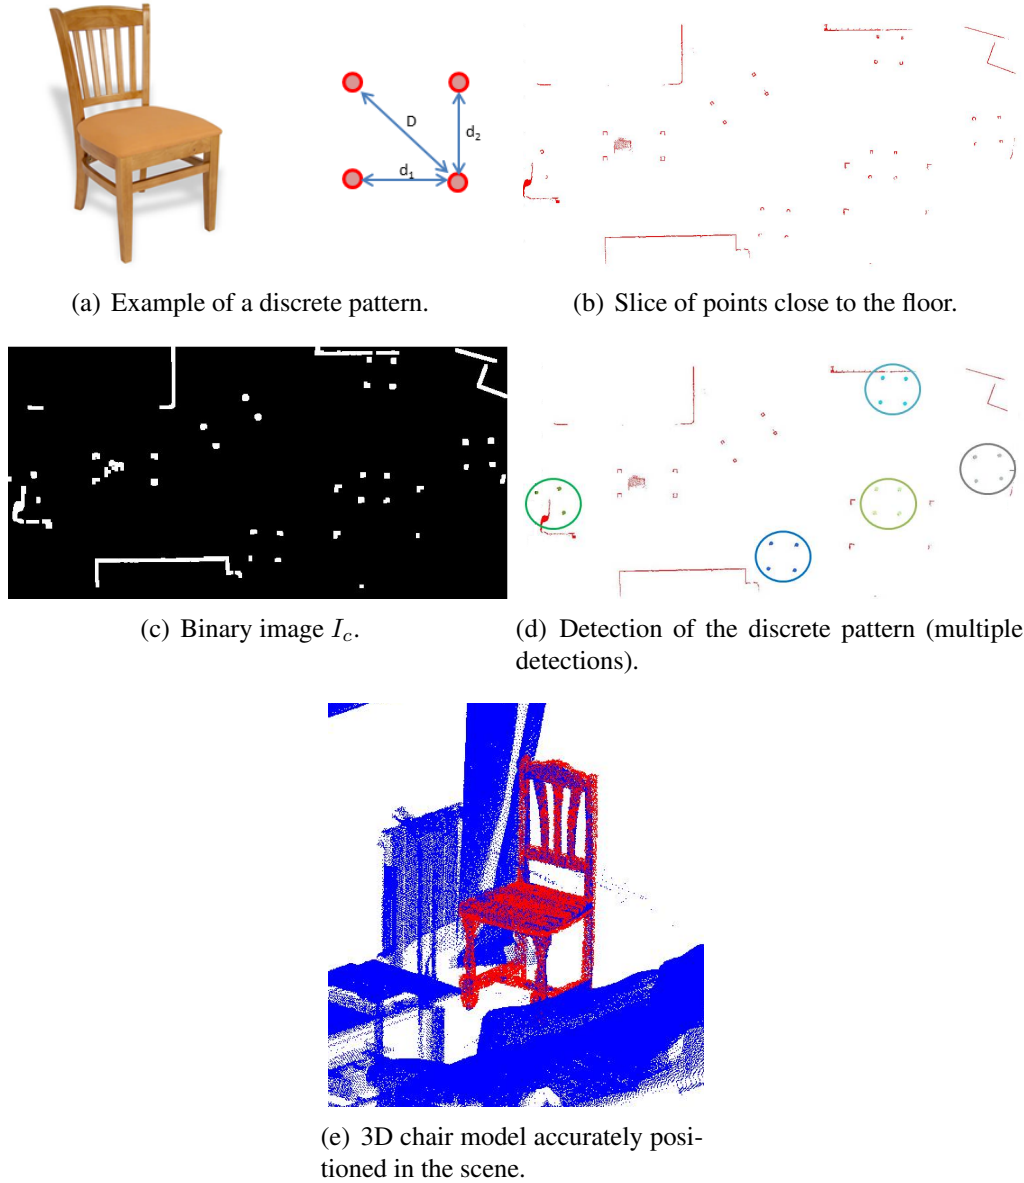 D
d₂
d₁
(a) Example of a discrete pattern.
(b) Slice of points close to the floor.
(c) Binary image I_c.
(d) Detection of the discrete pattern (multiple
detections).
(e) 3D chair model accurately posi-
tioned in the scene.